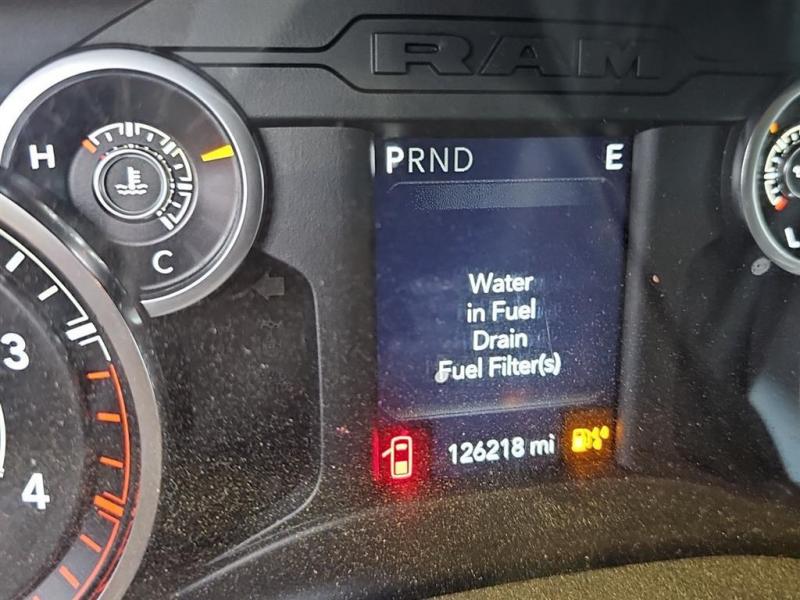 RAM
H
C
PRND E
Water
in Fuel
Drain
Fuel Filter(s)
126218 mi
3
4
L